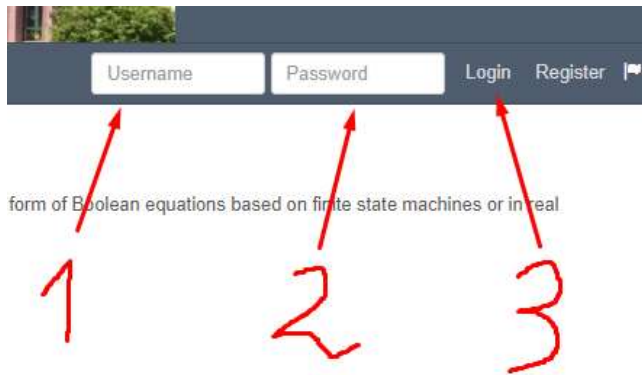 Username Password Login Register
form of Boolean equations based on finite state machines or in real
1 2 3